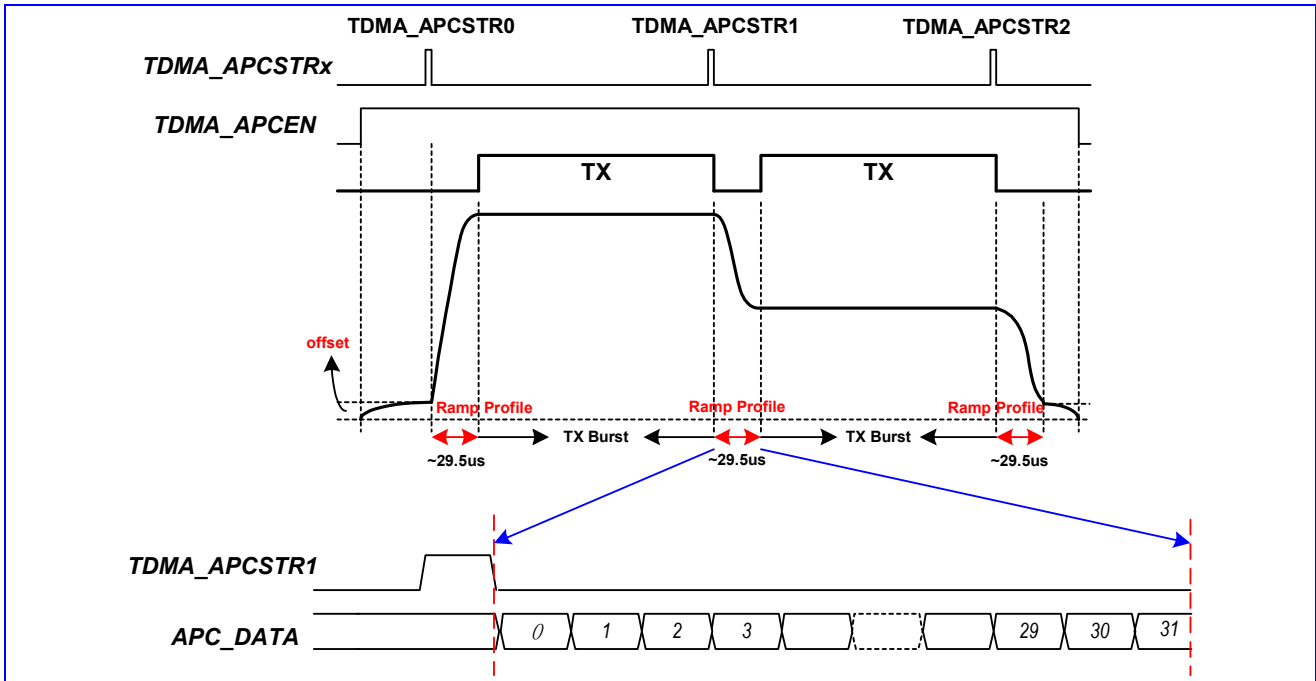 TDMA_APCSTR0 TDMA_APCSTR1 TDMA_APCSTR2
TDMA_APCSTRx
TDMA_APCEN
TX TX
offset
Ramp Profile Ramp Profile Ramp Profile
TX Burst TX Burst
~29.5us ~29.5us ~29.5us
TDMA_APCSTR1
APC_DATA 0 1 2 3 29 30 31